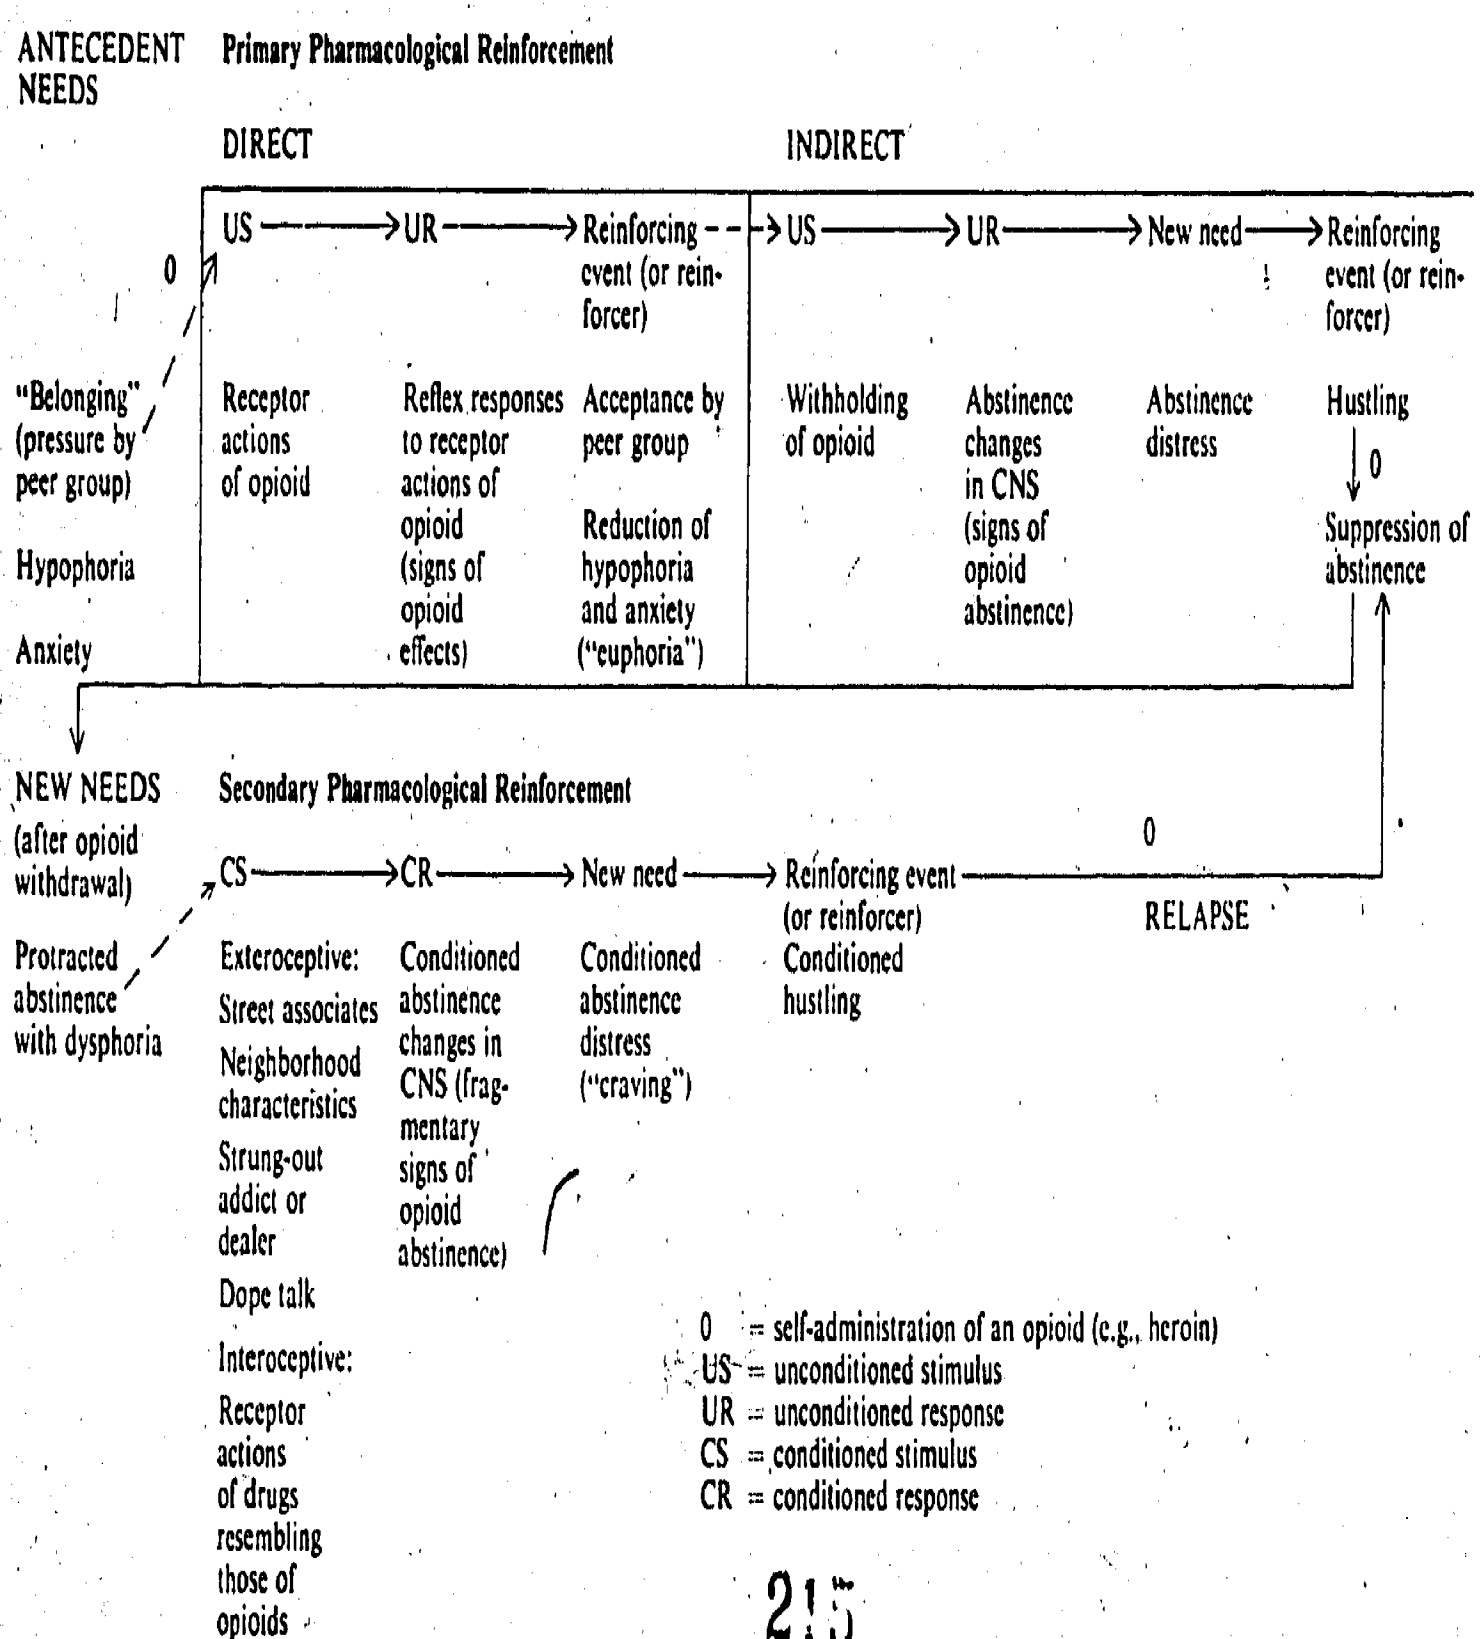 ANTECEDENT
NEEDS
Primary Pharmacological Reinforcement
DIRECT
INDIRECT
US
UR
Reinforcing
event (or rein-
forcer)
US
UR
New need
Reinforcing
event (or rein-
forcer)
0
"Belonging"
(pressure by
peer group)
Hypophoria
Anxiety
Receptor
actions
of opioid
Reflex responses
to receptor
actions of
opioid
(signs of
opioid
effects)
Acceptance by
peer group
Reduction of
hypophoria
and anxiety
("euphoria")
Withholding
of opioid
Abstinence
changes
in CNS
(signs of
opioid
abstinence)
Abstinence
distress
Hustling
0
Suppression of
abstinence
NEW NEEDS
(after opioid
withdrawal)
Protracted
abstinence
with dysphoria
Secondary Pharmacological Reinforcement
CS
CR
New need
Reinforcing event
(or reinforcer)
0
RELAPSE
Exteroceptive:
Street associates
Neighborhood
characteristics
Strung-out
addict or
dealer
Dope talk
Interoceptive:
Receptor
actions
of drugs
resembling
those of
opioids
Conditioned
abstinence
changes in
CNS (frag-
mentary
signs of
opioid
abstinence)
Conditioned
abstinence
distress
("craving")
Conditioned
hustling
0 = self-administration of an opioid (e.g., heroin)
US = unconditioned stimulus
UR = unconditioned response
CS = conditioned stimulus
CR = conditioned response
215